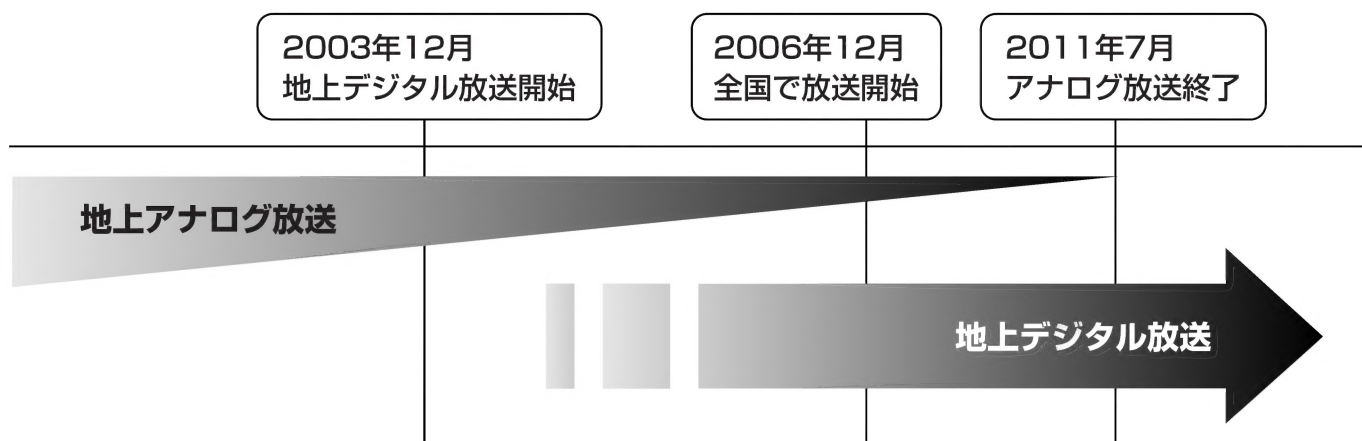 2003年12月
地上デジタル放送開始
2006年12月
全国で放送開始
2011年7月
アナログ放送終了
地上アナログ放送
地上デジタル放送